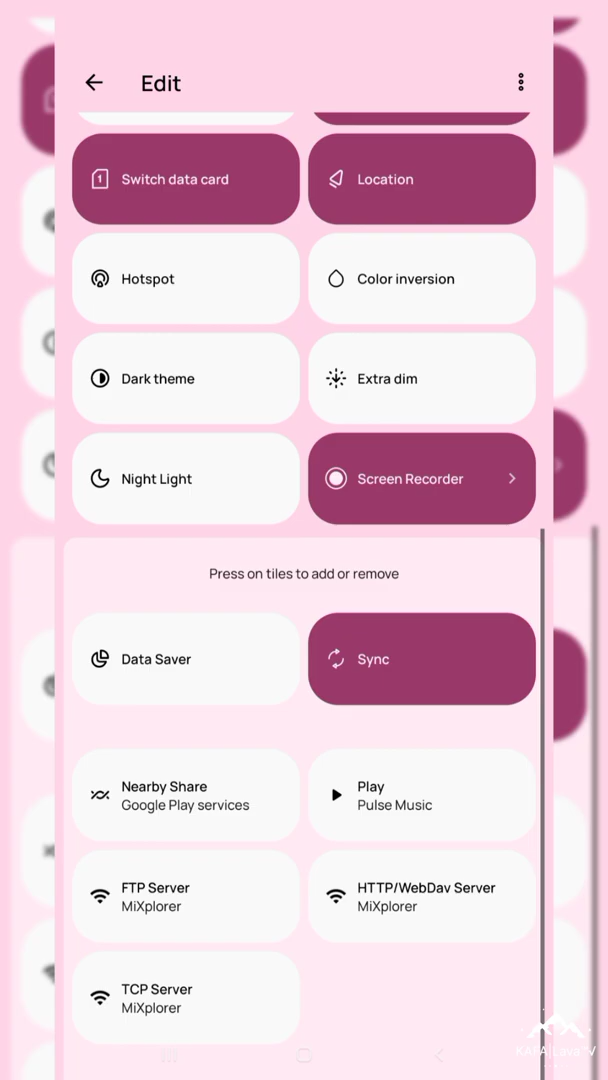 Edit
Switch data card
Location
Hotspot
Color inversion
Dark theme
Extra dim
Night Light
Screen Recorder
Press on tiles to add or remove
Data Saver
Sync
Nearby Share
Google Play services
Play
Pulse Music
FTP Server
MiXplorer
HTTP/WebDav Server
MiXplorer
TCP Server
MiXplorer